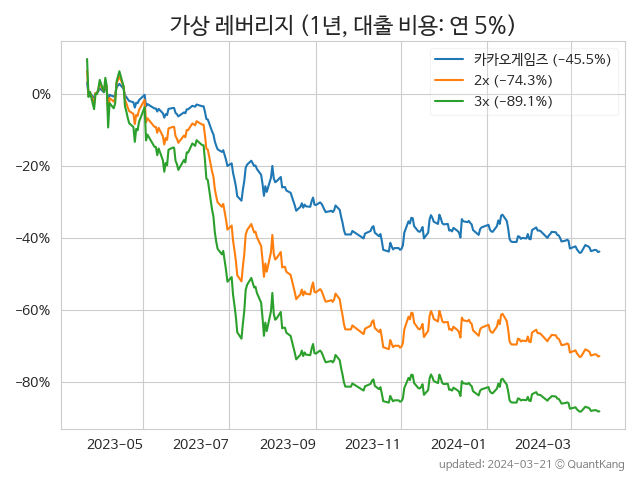 가상 레버리지 (1년, 대출 비용: 연 5%)
카카오게임즈 (−45.5%)
2x (−74.3%)
3x (−89.1%)
0%
−20%
−40%
−60%
−80%
2023−05 2023−07 2023−09 2023−11 2024−01 2024−03
updated: 2024-03-21 © QuantKang